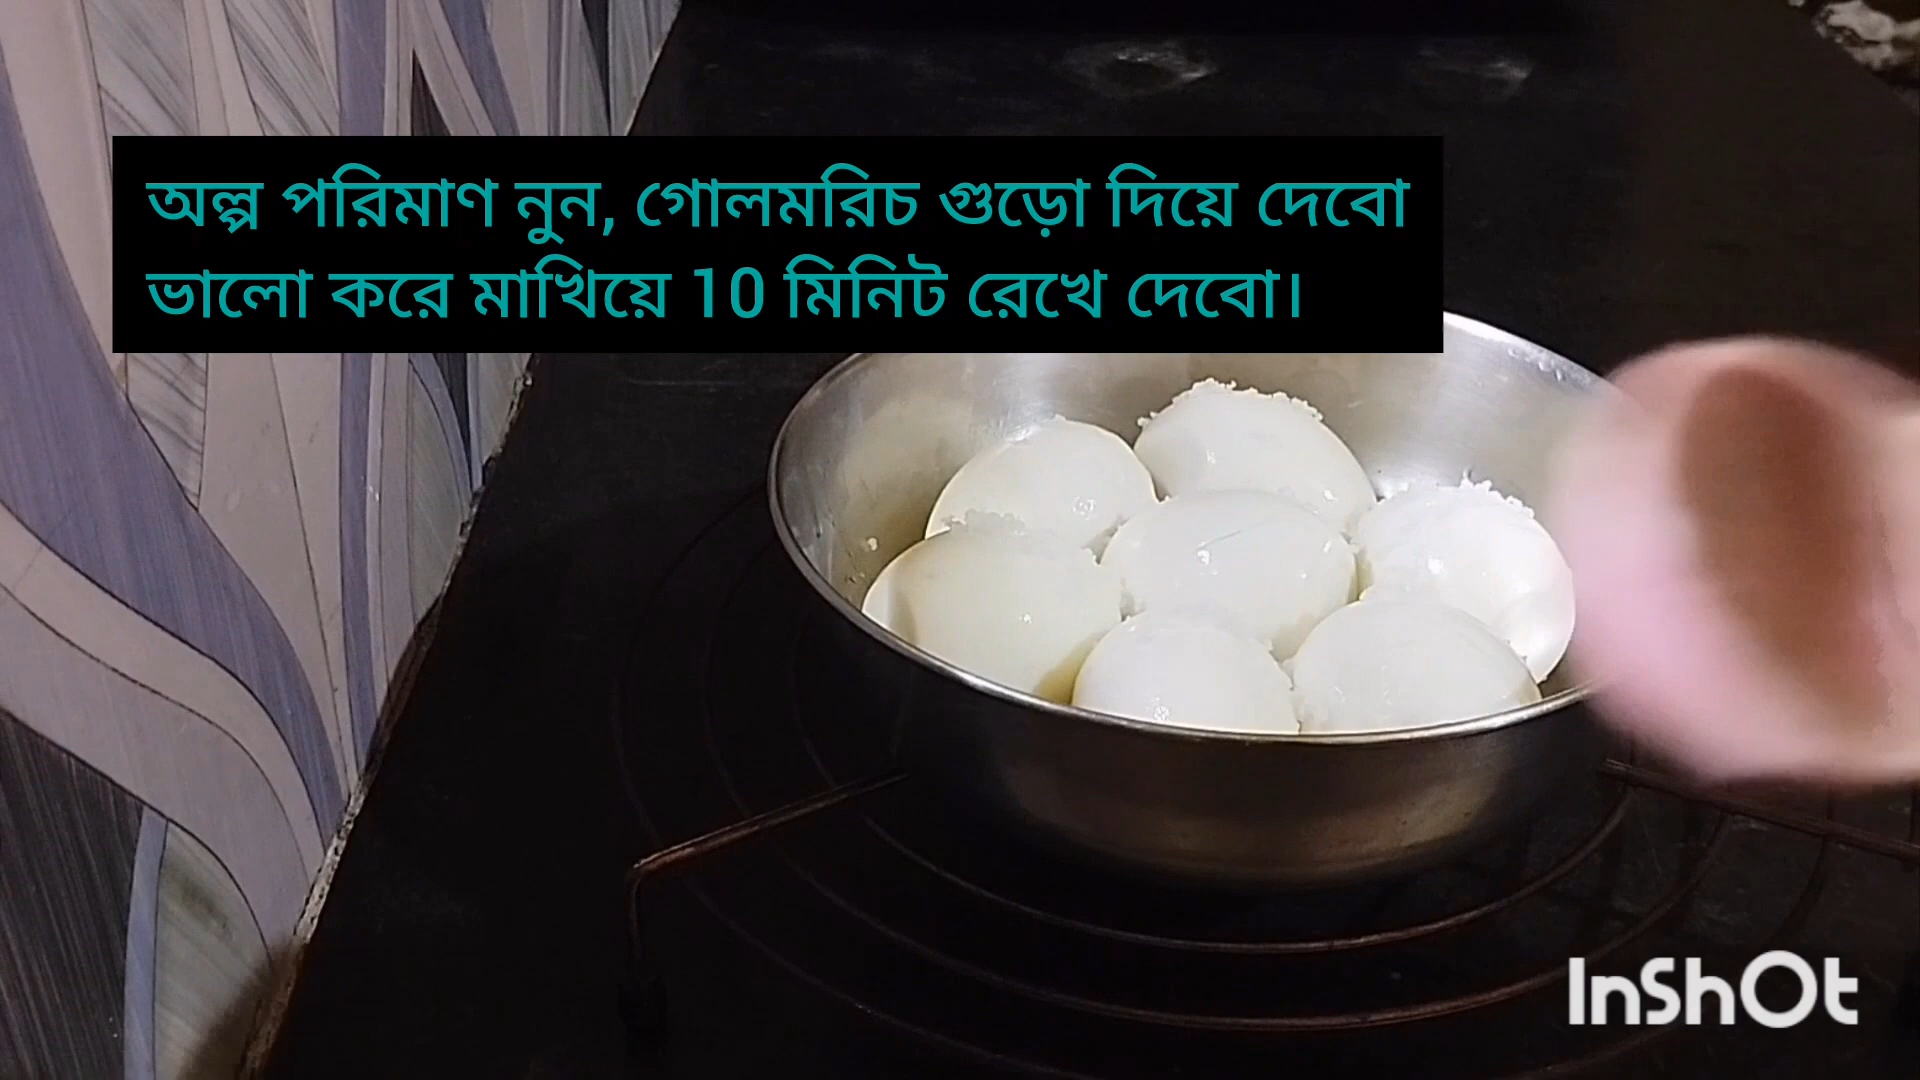 অল্প পরিমাণ নুন, গোলমরিচ গুড়ো দিয়ে দেবো
ভালো করে মাখিয়ে 10 মিনিট রেখে দেবো।
InShOt